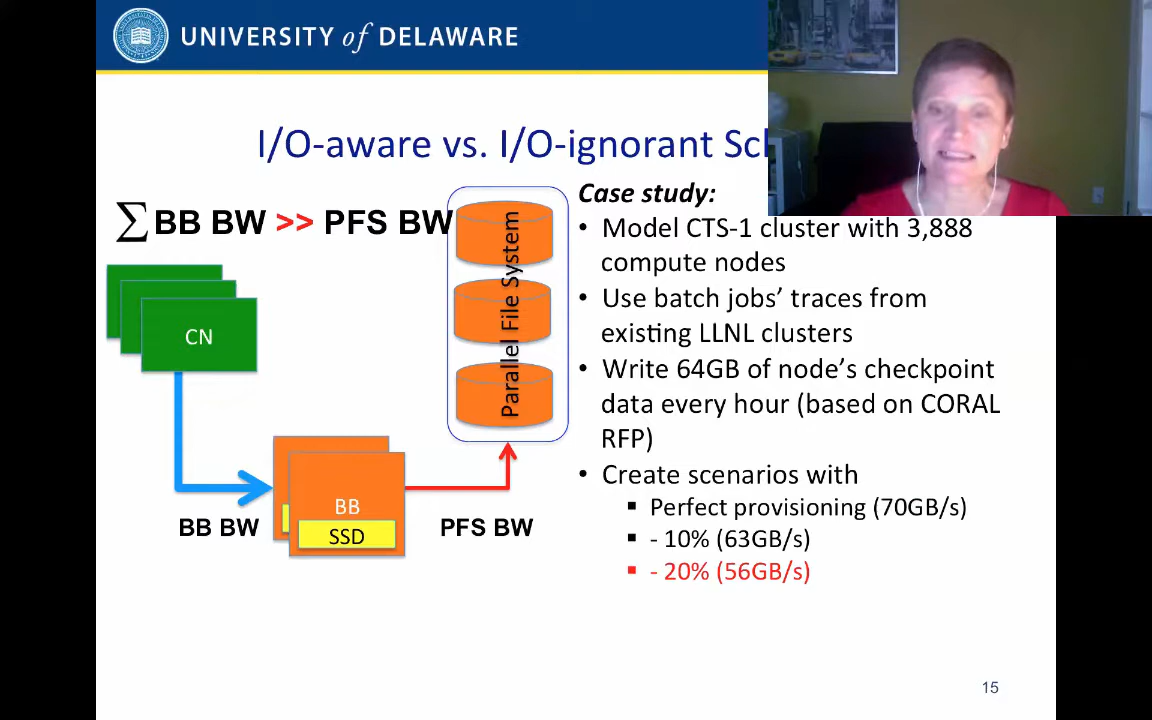 UNIVERSITY of DELAWARE
I/O-aware vs. I/O-ignorant
∑ BB BW >> PFS BW
CN
BB
SSD
BB BW
PFS BW
Parallel File System
Case study:
• Model CTS-1 cluster with 3,888
compute nodes
• Use batch jobs’ traces from
existing LLNL clusters
• Write 64GB of node’s checkpoint
data every hour (based on CORAL
RFP)
• Create scenarios with
▪ Perfect provisioning (70GB/s)
▪ - 10% (63GB/s)
▪ - 20% (56GB/s)
15